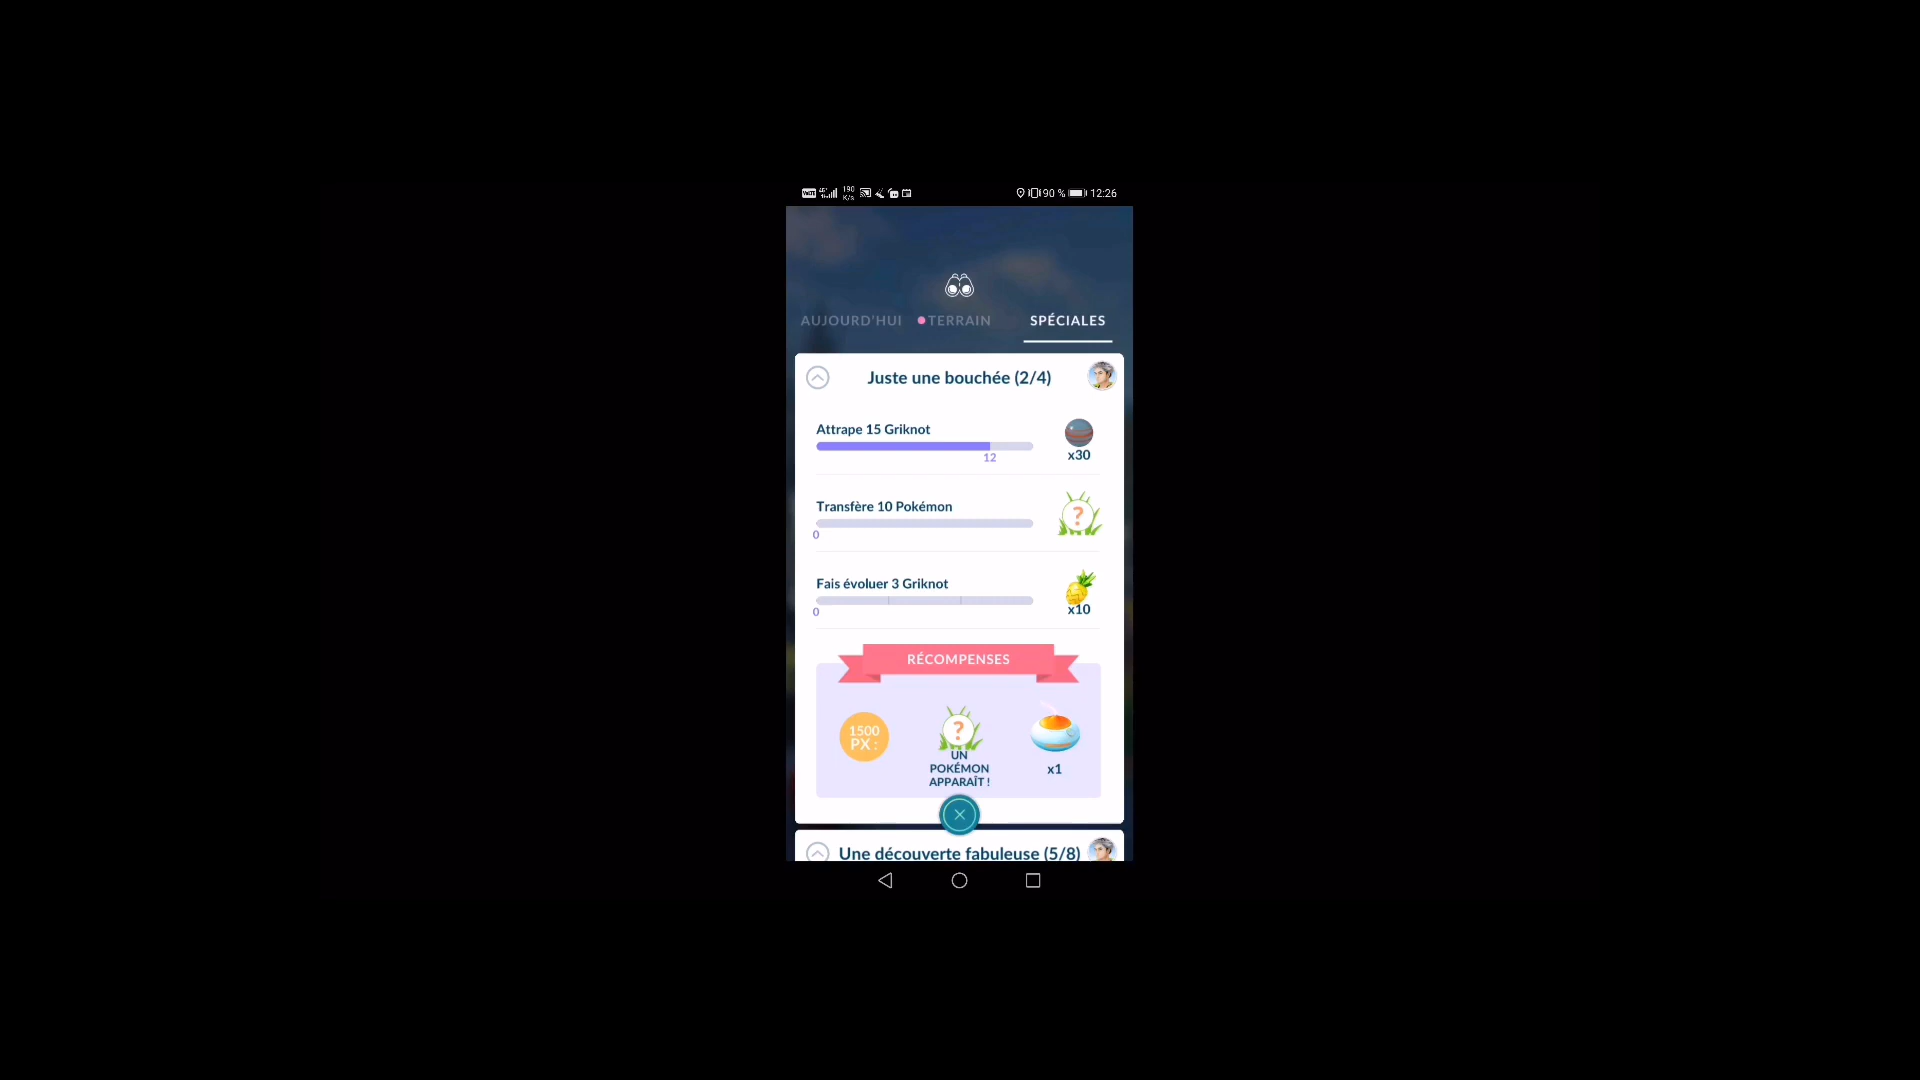 190
K/s
90 %
12:26
AUJOURD'HUI
TERRAIN
SPÉCIALES
Juste une bouchée (2/4)
Attrape 15 Griknot
12
x30
Transfère 10 Pokémon
0
?
Fais évoluer 3 Griknot
0
x10
RÉCOMPENSES
1500
PX :
?
UN
POKÉMON
APPARAÎT !
x1
Une découverte fabuleuse (5/8)